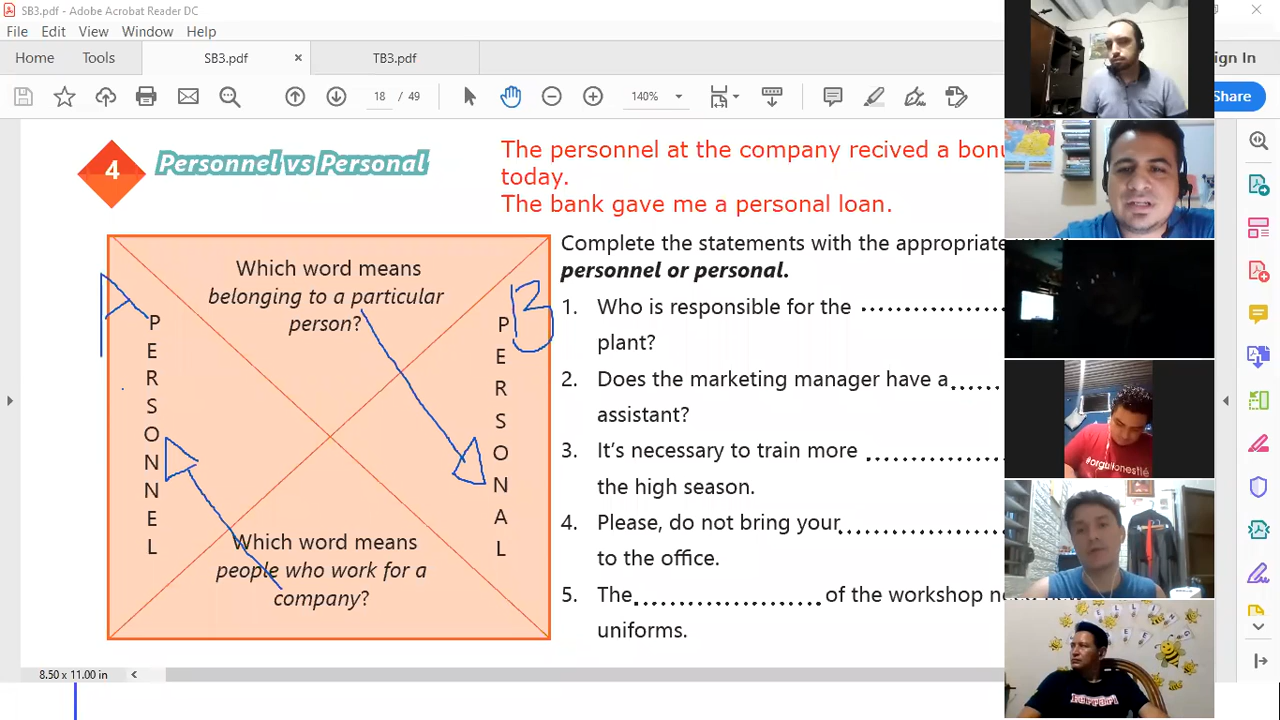 SB3.pdf - Adobe Acrobat Reader DC
File Edit View Window Help
Home Tools SB3.pdf × TB3.pdf Sign In
18 / 49 140% Share
4 Personnel vs Personal
The personnel at the company recived a
today.
The bank gave me a personal loan.
Which word means
belonging to a particular
person?
A
PERSONNEL
B
PERSONAL
Which word means
people who work for a
company?
Complete the statements with the appropriate
personnel or personal.
1. Who is responsible for the ....................
plant?
2. Does the marketing manager have a......
assistant?
3. It's necessary to train more ....................
the high season.
4. Please, do not bring your......................
to the office.
5. The........................ of the workshop need
uniforms.
8.50 x 11.00 in
#orgullonestlé
Ferrari